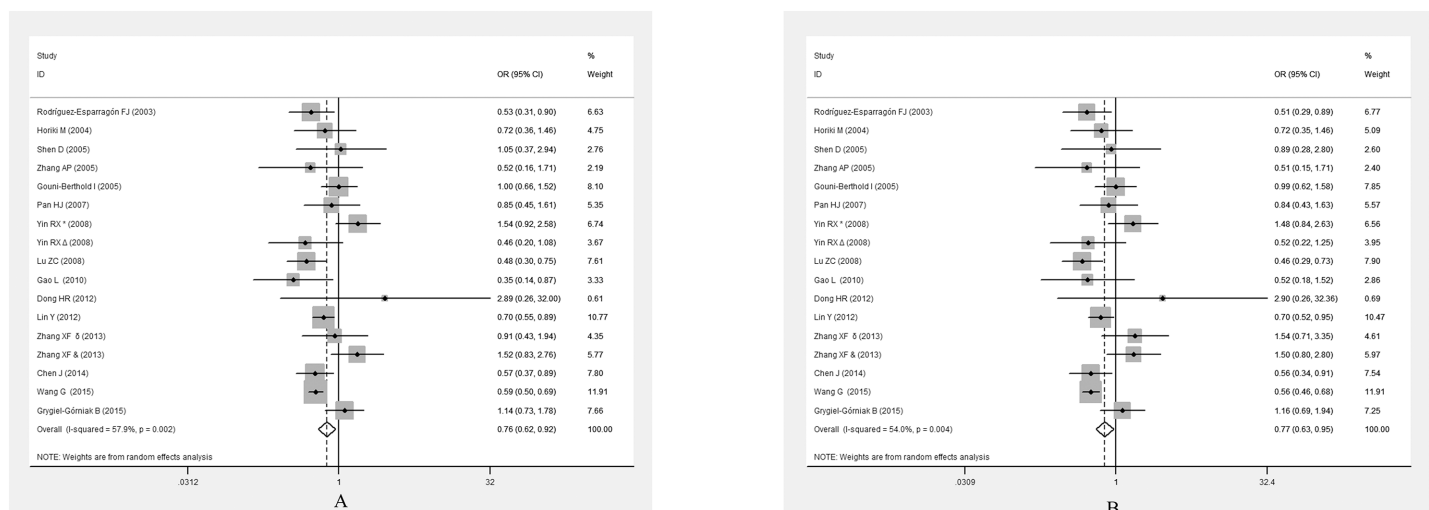 Study %
ID OR (95% CI) Weight
Rodríguez-Esparragón FJ (2003) 0.53 (0.31, 0.90) 6.63
Horiki M (2004) 0.72 (0.36, 1.46) 4.75
Shen D (2005) 1.05 (0.37, 2.94) 2.76
Zhang AP (2005) 0.52 (0.16, 1.71) 2.19
Gouni-Berthold I (2005) 1.00 (0.66, 1.52) 8.10
Pan HJ (2007) 0.85 (0.45, 1.61) 5.35
Yin RX * (2008) 1.54 (0.92, 2.58) 6.74
Yin RX Δ (2008) 0.46 (0.20, 1.08) 3.67
Lu ZC (2008) 0.48 (0.30, 0.75) 7.61
Gao L (2010) 0.35 (0.14, 0.87) 3.33
Dong HR (2012) 2.89 (0.26, 32.00) 0.61
Lin Y (2012) 0.70 (0.55, 0.89) 10.77
Zhang XF δ (2013) 0.91 (0.43, 1.94) 4.35
Zhang XF & (2013) 1.52 (0.83, 2.76) 5.77
Chen J (2014) 0.57 (0.37, 0.89) 7.80
Wang G (2015) 0.59 (0.50, 0.69) 11.91
Grygiel-Górniak B (2015) 1.14 (0.73, 1.78) 7.66
Overall (I-squared = 57.9%, p = 0.002) 0.76 (0.62, 0.92) 100.00
NOTE: Weights are from random effects analysis
.0312 1 32
A
Study %
ID OR (95% CI) Weight
Rodríguez-Esparragón FJ (2003) 0.51 (0.29, 0.89) 6.77
Horiki M (2004) 0.72 (0.35, 1.46) 5.09
Shen D (2005) 0.89 (0.28, 2.80) 2.60
Zhang AP (2005) 0.51 (0.15, 1.71) 2.40
Gouni-Berthold I (2005) 0.99 (0.62, 1.58) 7.85
Pan HJ (2007) 0.84 (0.43, 1.63) 5.57
Yin RX * (2008) 1.48 (0.84, 2.63) 6.56
Yin RX Δ (2008) 0.52 (0.22, 1.25) 3.95
Lu ZC (2008) 0.46 (0.29, 0.73) 7.90
Gao L (2010) 0.52 (0.18, 1.52) 2.86
Dong HR (2012) 2.90 (0.26, 32.36) 0.69
Lin Y (2012) 0.70 (0.52, 0.95) 10.47
Zhang XF δ (2013) 1.54 (0.71, 3.35) 4.61
Zhang XF & (2013) 1.50 (0.80, 2.80) 5.97
Chen J (2014) 0.56 (0.34, 0.91) 7.54
Wang G (2015) 0.56 (0.46, 0.68) 11.91
Grygiel-Górniak B (2015) 1.16 (0.69, 1.94) 7.25
Overall (I-squared = 54.0%, p = 0.004) 0.77 (0.63, 0.95) 100.00
NOTE: Weights are from random effects analysis
.0309 1 32.4
B